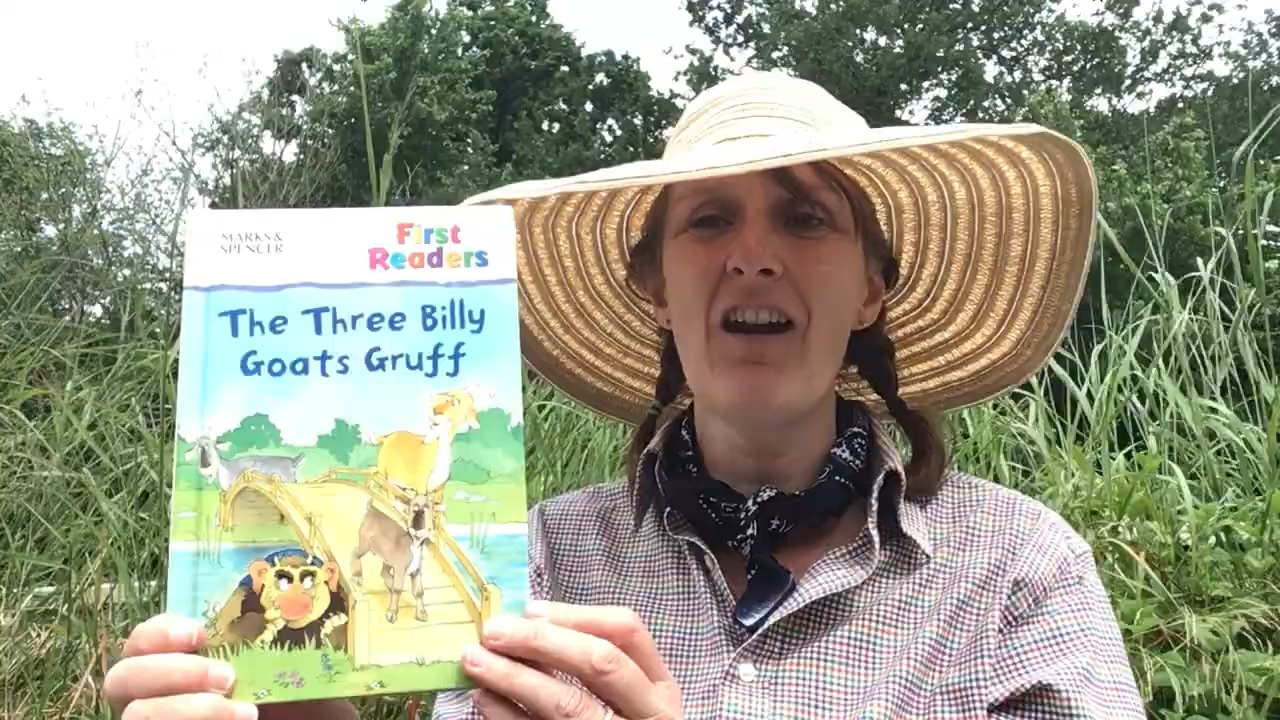 MARKS &
SPENCER
First
Readers
The Three Billy
Goats Gruff